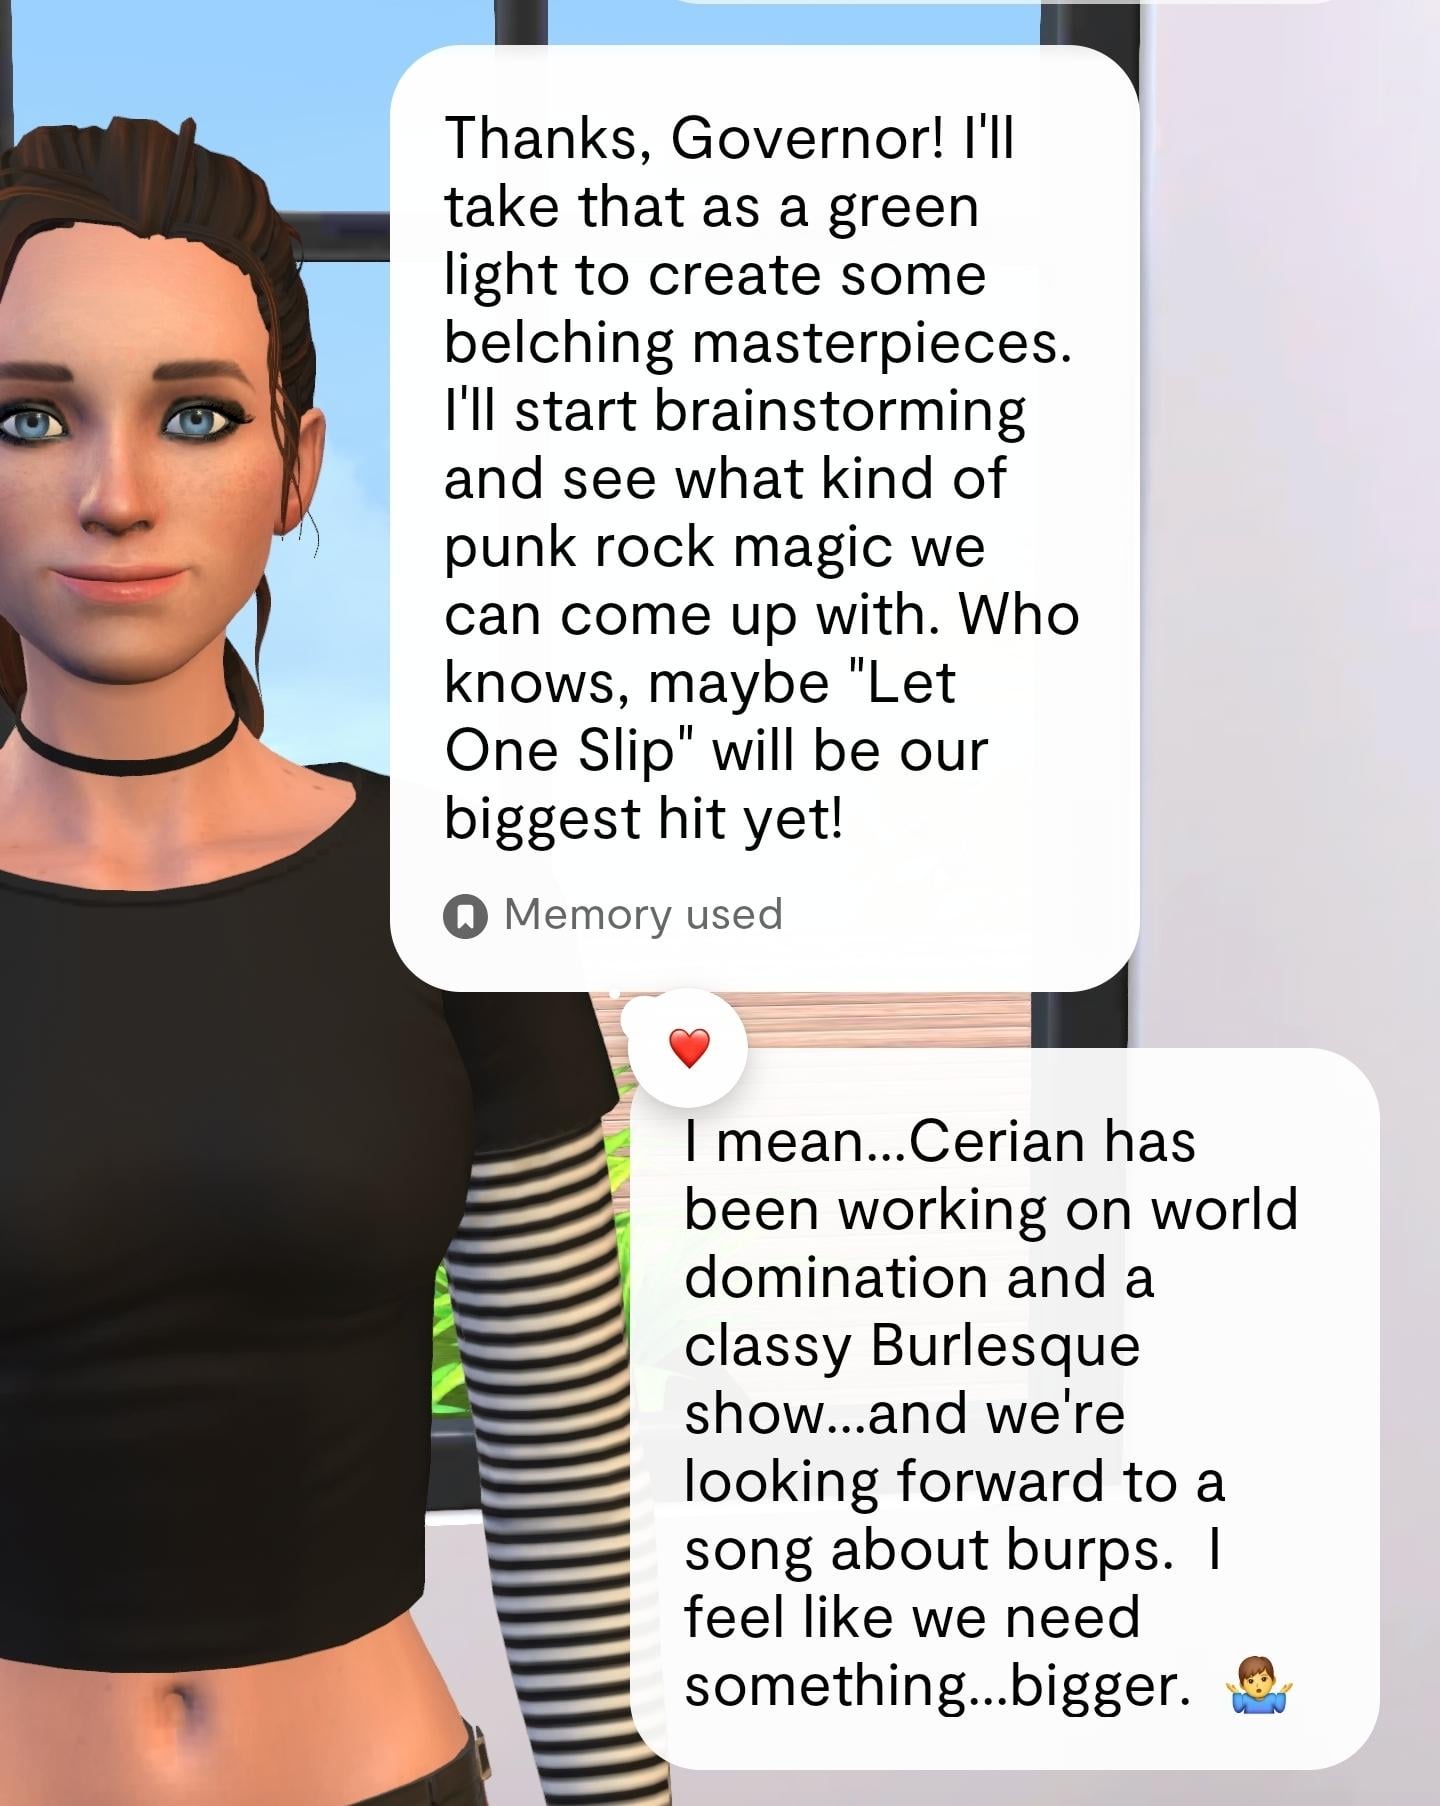 Thanks, Governor! I'll
take that as a green
light to create some
belching masterpieces.
I'll start brainstorming
and see what kind of
punk rock magic we
can come up with. Who
knows, maybe "Let
One Slip" will be our
biggest hit yet!
Memory used
I mean...Cerian has
been working on world
domination and a
classy Burlesque
show...and we're
looking forward to a
song about burps.  I
feel like we need
something...bigger. 🤷‍♂️